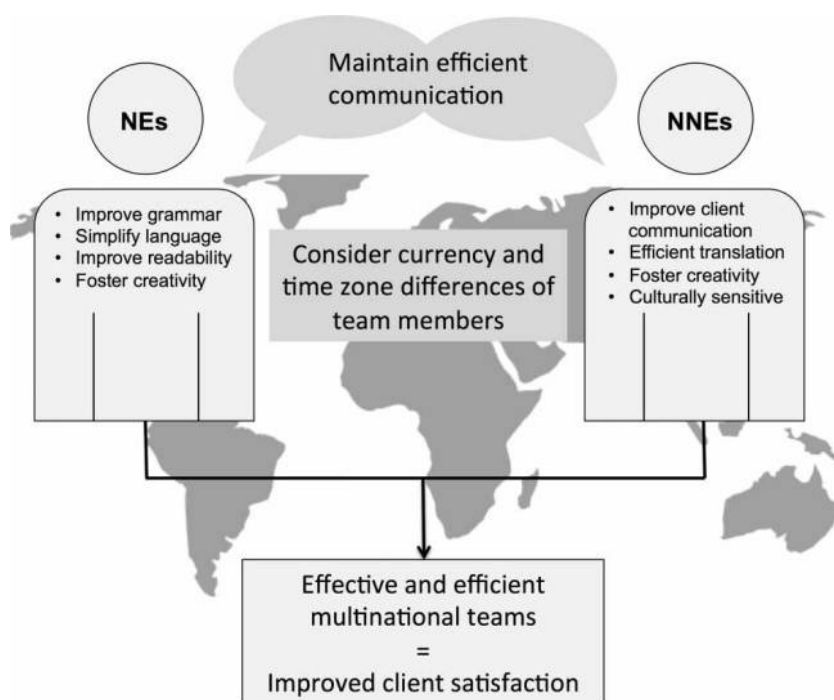 Maintain efficient
communication
NEs
NNEs
• Improve grammar
• Simplify language
• Improve readability
• Foster creativity
Consider currency and
time zone differences of
team members
• Improve client
communication
• Efficient translation
• Foster creativity
• Culturally sensitive
Effective and efficient
multinational teams
=
Improved client satisfaction